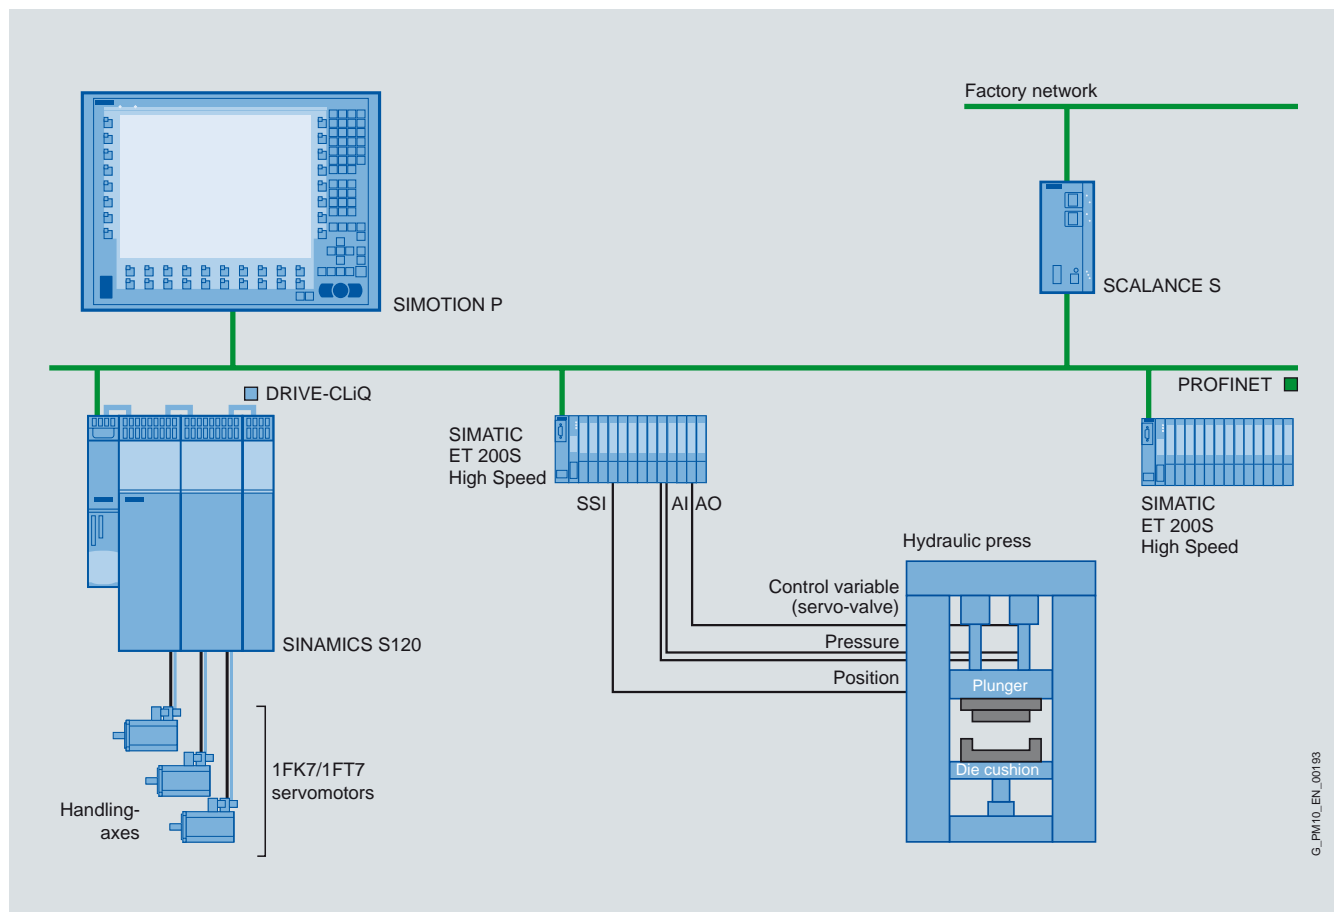 Factory network
SCALANCE S
SIMOTION P
PROFINET
DRIVE-CLiQ
SIMATIC
ET 200S
High Speed
SSI
AI
AO
SIMATIC
ET 200S
High Speed
Hydraulic press
Control variable
(servo-valve)
Pressure
Position
Plunger
Die cushion
SINAMICS S120
1FK7/1FT7
servomotors
Handling-
axes
G_PM10_EN_00193